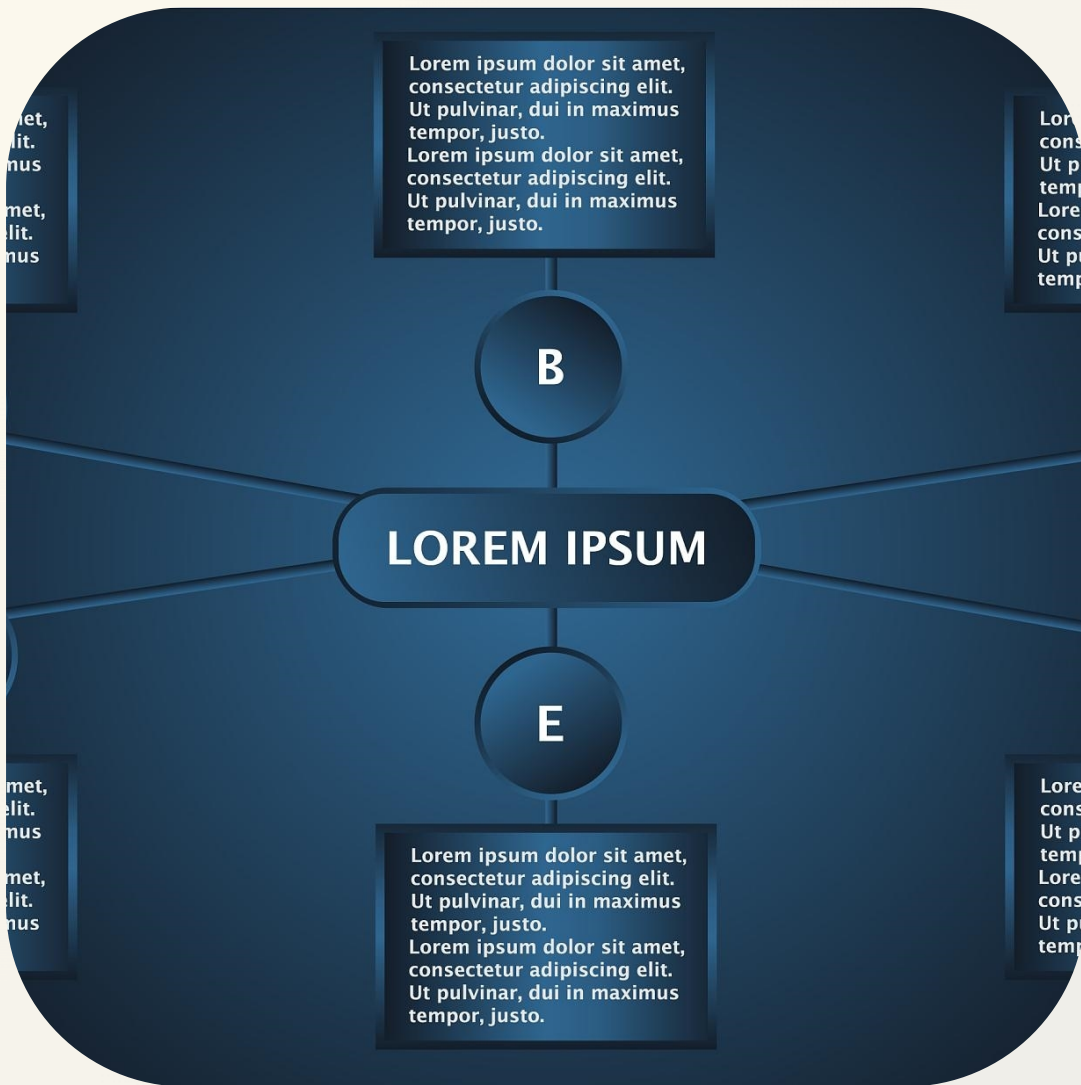 Lorem ipsum dolor sit amet,
consectetur adipiscing elit.
Ut pulvinar, dui in maximus
tempor, justo.
Lorem ipsum dolor sit amet,
consectetur adipiscing elit.
Ut pulvinar, dui in maximus
tempor, justo.
B
LOREM IPSUM
E
Lorem ipsum dolor sit amet,
consectetur adipiscing elit.
Ut pulvinar, dui in maximus
tempor, justo.
Lorem ipsum dolor sit amet,
consectetur adipiscing elit.
Ut pulvinar, dui in maximus
tempor, justo.